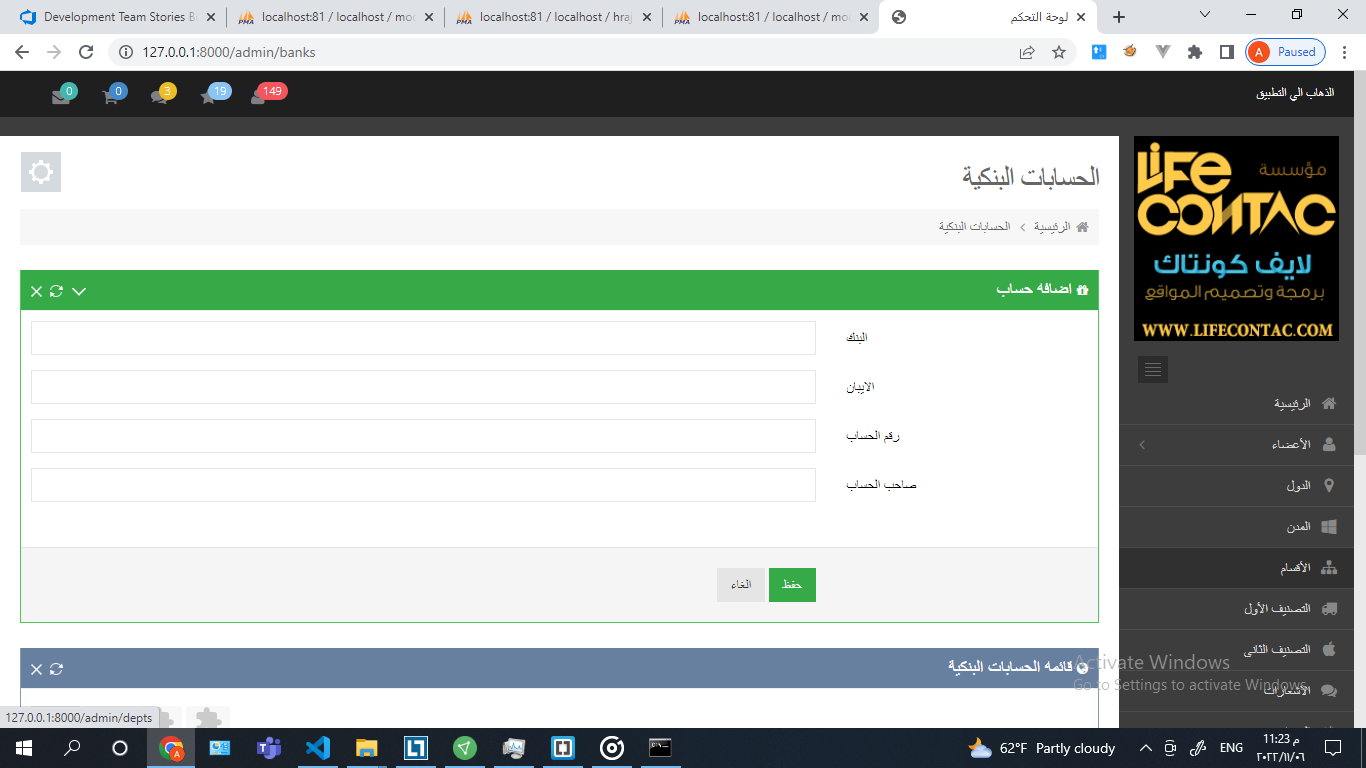 Development Team Stories B
localhost:81 / localhost / mo
localhost:81 / localhost / hraj
localhost:81 / localhost / mo
لوحة التحكم
127.0.0.1:8000/admin/banks
A Paused
0 0 3 19 149
الذهاب الي التطبيق
مؤسسة
LIFE CONTAC
لايف كونتاك
برمجة وتصميم المواقع
WWW.LIFECONTAC.COM
الحسابات البنكية
الرئيسية
الحسابات البنكية
اضافه حساب
البنك
الايبان
رقم الحساب
صاحب الحساب
حفظ
الغاء
قائمه الحسابات البنكية
الرئيسية
الأعضاء
الدول
المدن
الأقسام
التصنيف الأول
التصنيف الثانى
الأشعارات
Activate Windows
Go to Settings to activate Windows.
127.0.0.1:8000/admin/depts
62°F Partly cloudy
ENG
11:23 م
٢٠٢٢/١١/٠٦